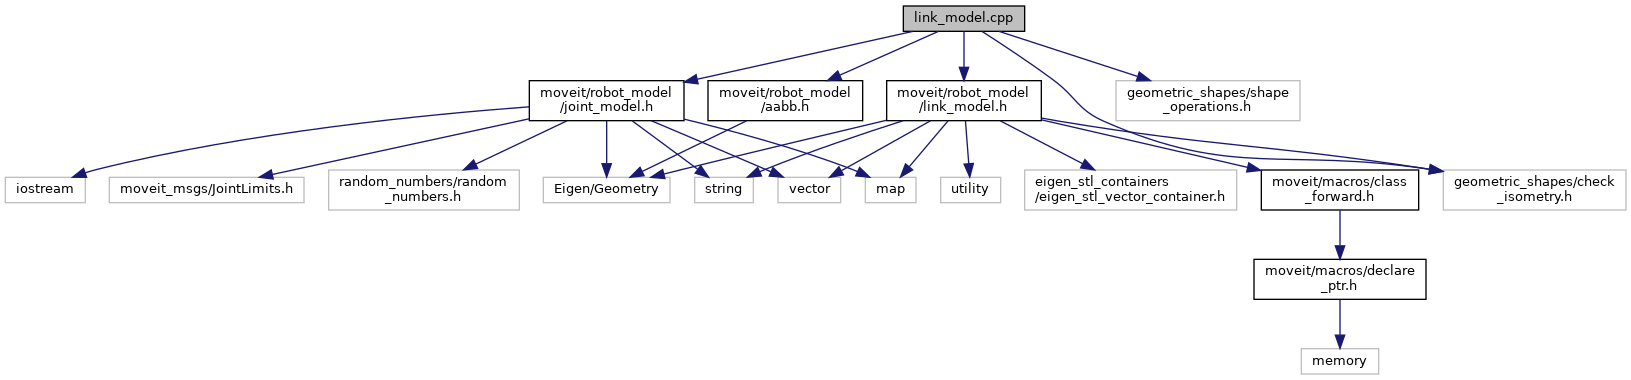 link_model.cpp
moveit/robot_model
/joint_model.h
moveit/robot_model
/aabb.h
moveit/robot_model
/link_model.h
geometric_shapes/shape
_operations.h
iostream
moveit_msgs/JointLimits.h
random_numbers/random
_numbers.h
Eigen/Geometry
string
vector
map
utility
eigen_stl_containers
/eigen_stl_vector_container.h
moveit/macros/class
_forward.h
geometric_shapes/check
_isometry.h
moveit/macros/declare
_ptr.h
memory